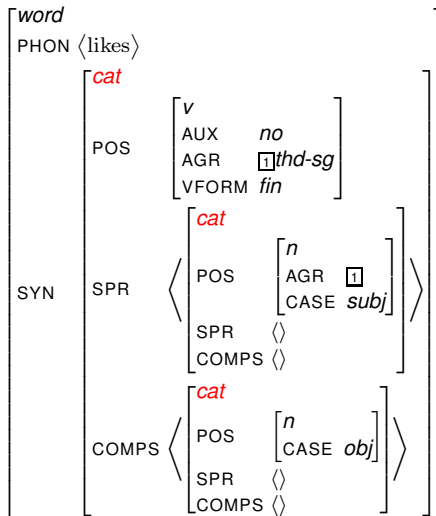 word
PHON ⟨likes⟩
cat
v
AUX no
POS
AGR 1 thd-sg
VFORM fin
cat
n
POS AGR 1
CASE subj
SYN SPR
SPR ⟨⟩
COMPS ⟨⟩
cat
n
POS
CASE obj
COMPS
SPR ⟨⟩
COMPS ⟨⟩